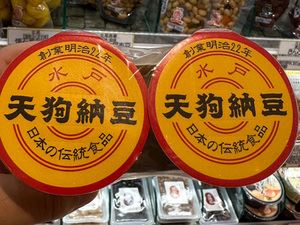 創業明治22年
水戸
天狗納豆
日本の伝統食品
創業明治22年
水戸
天狗納豆
日本の伝統食品